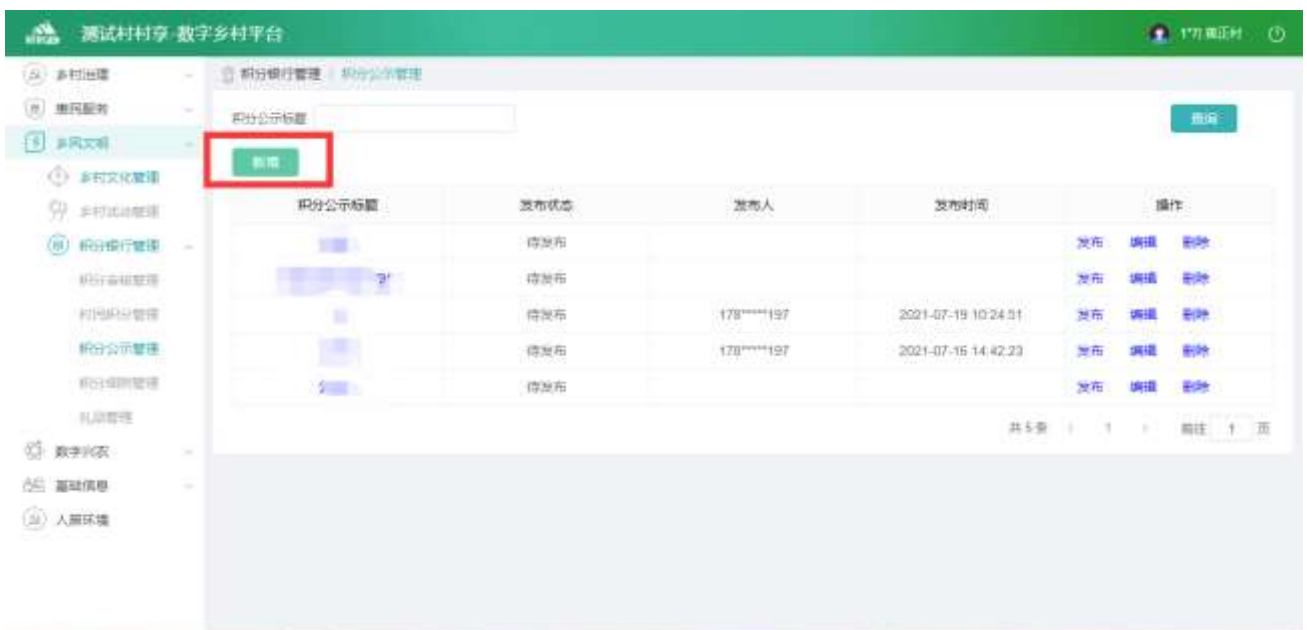 测试村村享·数字乡村平台
乡村治理
惠民服务
乡风文明
乡村文化管理
乡村活动管理
积分银行管理
积分审核管理
村民积分管理
积分公示管理
积分细则管理
礼品管理
数字兴农
基础信息
人居环境
积分银行管理 / 积分公示管理
积分公示标题 查询
新增
积分公示标题 发布状态 发布人 发布时间 操作
待发布 发布 编辑 删除
待发布 发布 编辑 删除
待发布 178*****197 2021-07-19 10:24:51 发布 编辑 删除
待发布 178*****197 2021-07-16 14:42:23 发布 编辑 删除
待发布 发布 编辑 删除
共 5 条 1 前往 1 页